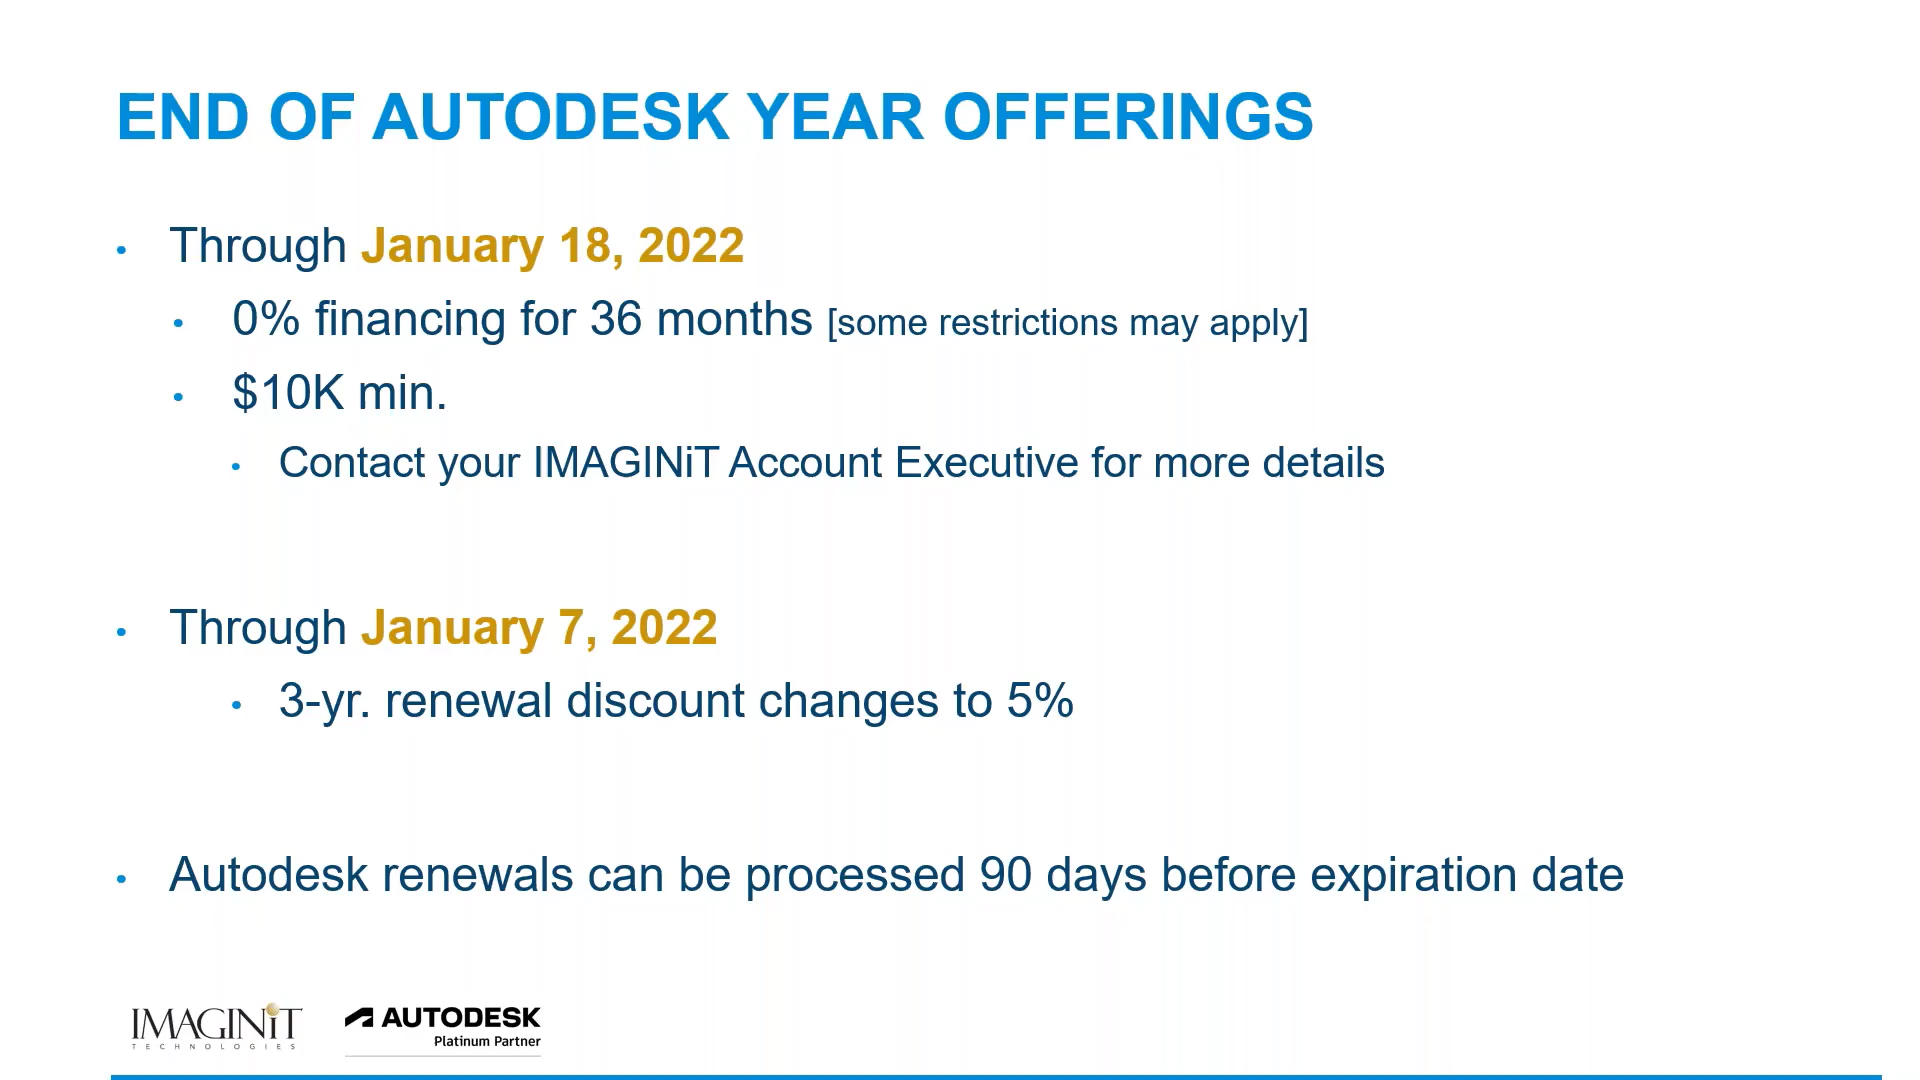 END OF AUTODESK YEAR OFFERINGS
• Through January 18, 2022
• 0% financing for 36 months [some restrictions may apply]
• $10K min.
• Contact your IMAGINiT Account Executive for more details
• Through January 7, 2022
• 3-yr. renewal discount changes to 5%
• Autodesk renewals can be processed 90 days before expiration date
IMAGINiT
TECHNOLOGIES
AUTODESK
Platinum Partner